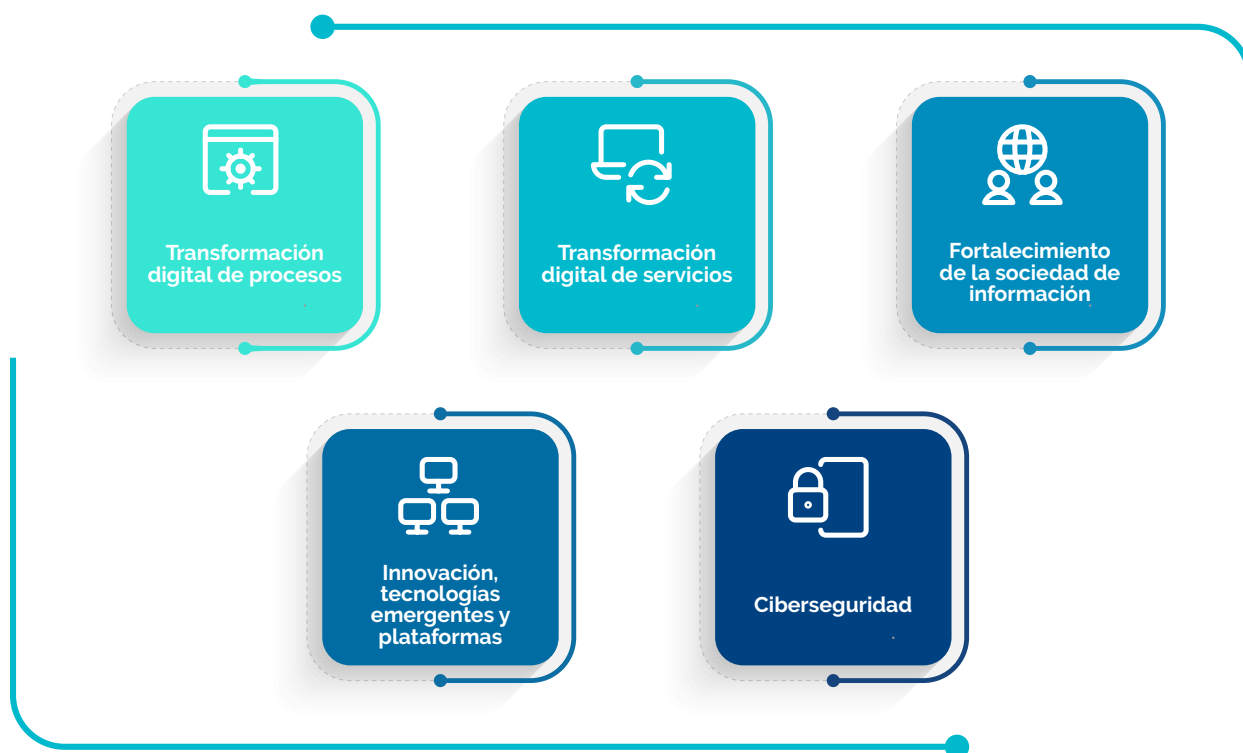 Transformación
digital de procesos
Transformación
digital de servicios
Fortalecimiento
de la sociedad de
información
Innovación,
tecnologías
emergentes y
plataformas
Ciberseguridad